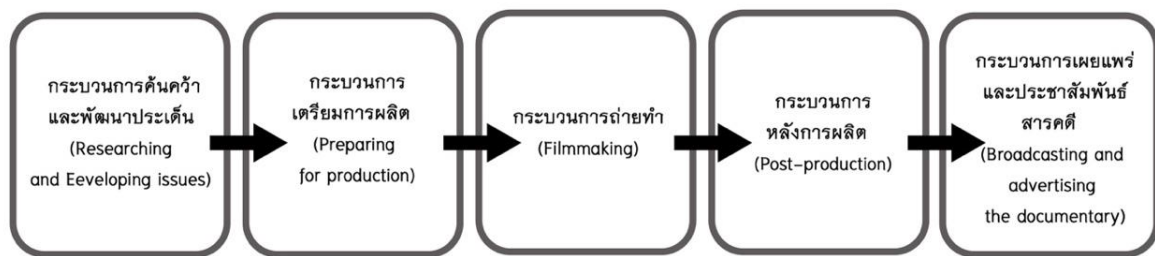 กระบวนการค้นคว้า
และพัฒนาประเด็น
(Researching
and Eeveloping issues)
กระบวนการ
เตรียมการผลิต
(Preparing
for production)
กระบวนการถ่ายทำ
(Filmmaking)
กระบวนการ
หลังการผลิต
(Post-production)
กระบวนการเผยแพร่
และประชาสัมพันธ์
สารคดี
(Broadcasting and
advertising
the documentary)